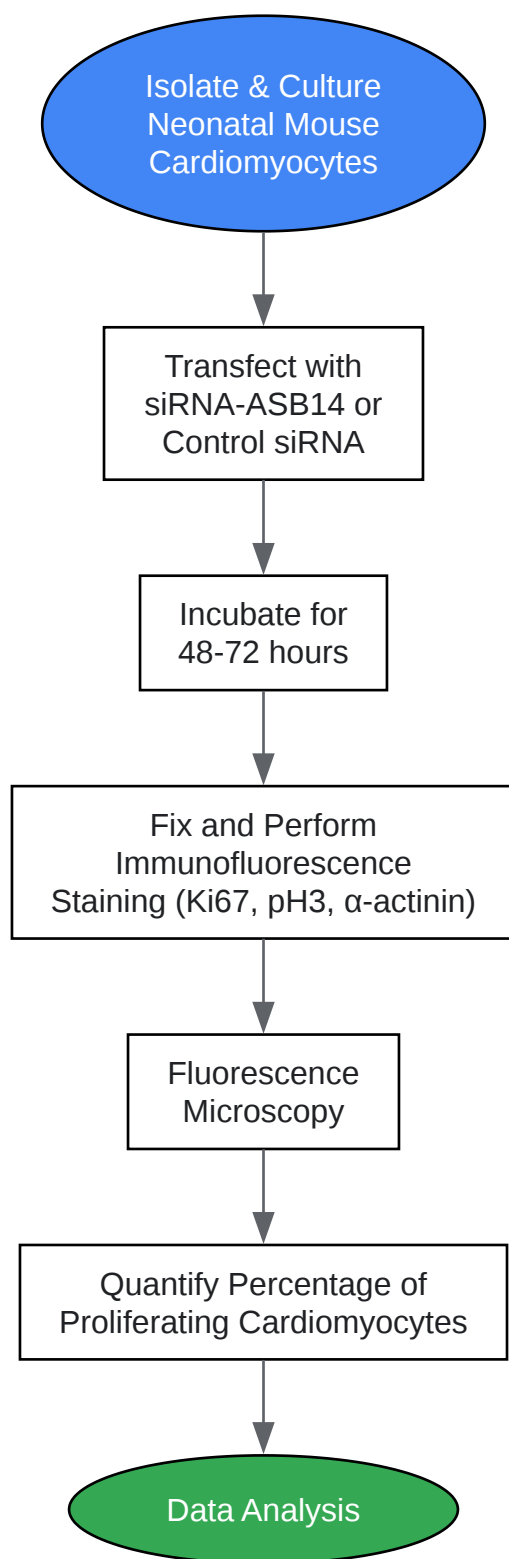 Isolate & Culture
Neonatal Mouse
Cardiomyocytes
Transfect with
siRNA-ASB14 or
Control siRNA
Incubate for
48-72 hours
Fix and Perform
Immunofluorescence
Staining (Ki67, pH3, α-actinin)
Fluorescence
Microscopy
Quantify Percentage of
Proliferating Cardiomyocytes
Data Analysis